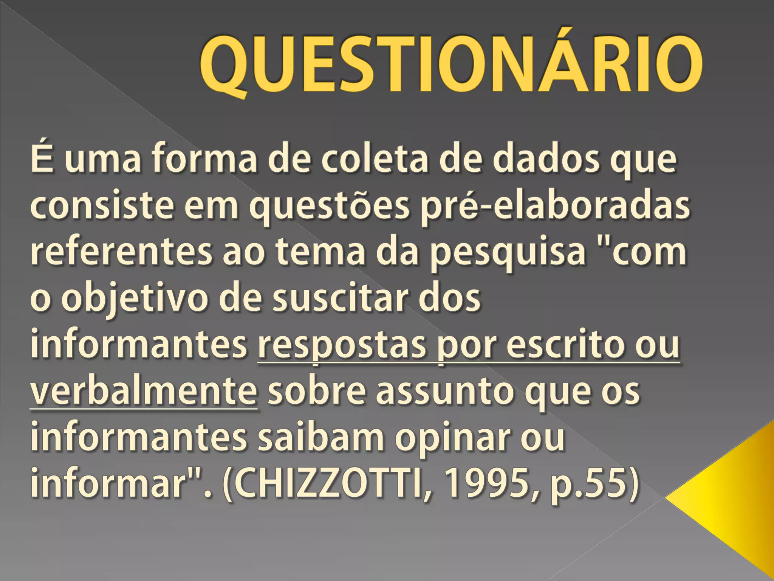 QUESTIONÁRIO
É uma forma de coleta de dados que
consiste em questões pré-elaboradas
referentes ao tema da pesquisa "com
o objetivo de suscitar dos
informantes respostas por escrito ou
verbalmente sobre assunto que os
informantes saibam opinar ou
informar". (CHIZZOTTI, 1995, p.55)